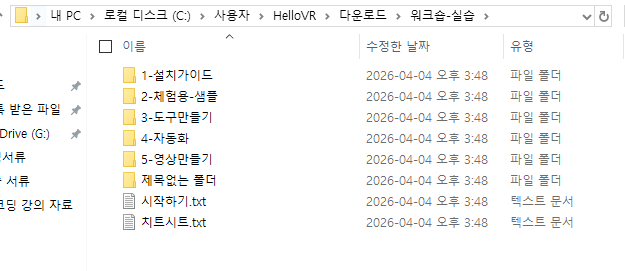 내 PC > 로컬 디스크 (C:) > 사용자 > HelloVR > 다운로드 > 워크숍-실습 >
이름 수정한 날짜 유형
1-설치가이드 2026-04-04 오후 3:48 파일 폴더
2-체험용-샘플 2026-04-04 오후 3:48 파일 폴더
3-도구만들기 2026-04-04 오후 3:48 파일 폴더
4-자동화 2026-04-04 오후 3:48 파일 폴더
5-영상만들기 2026-04-04 오후 3:48 파일 폴더
제목없는 폴더 2026-04-04 오후 3:48 파일 폴더
시작하기.txt 2026-04-04 오후 3:48 텍스트 문서
치트시트.txt 2026-04-04 오후 3:48 텍스트 문서
드
톡 받은 파일
Drive (G:)
서류
서류
코딩 강의 자료